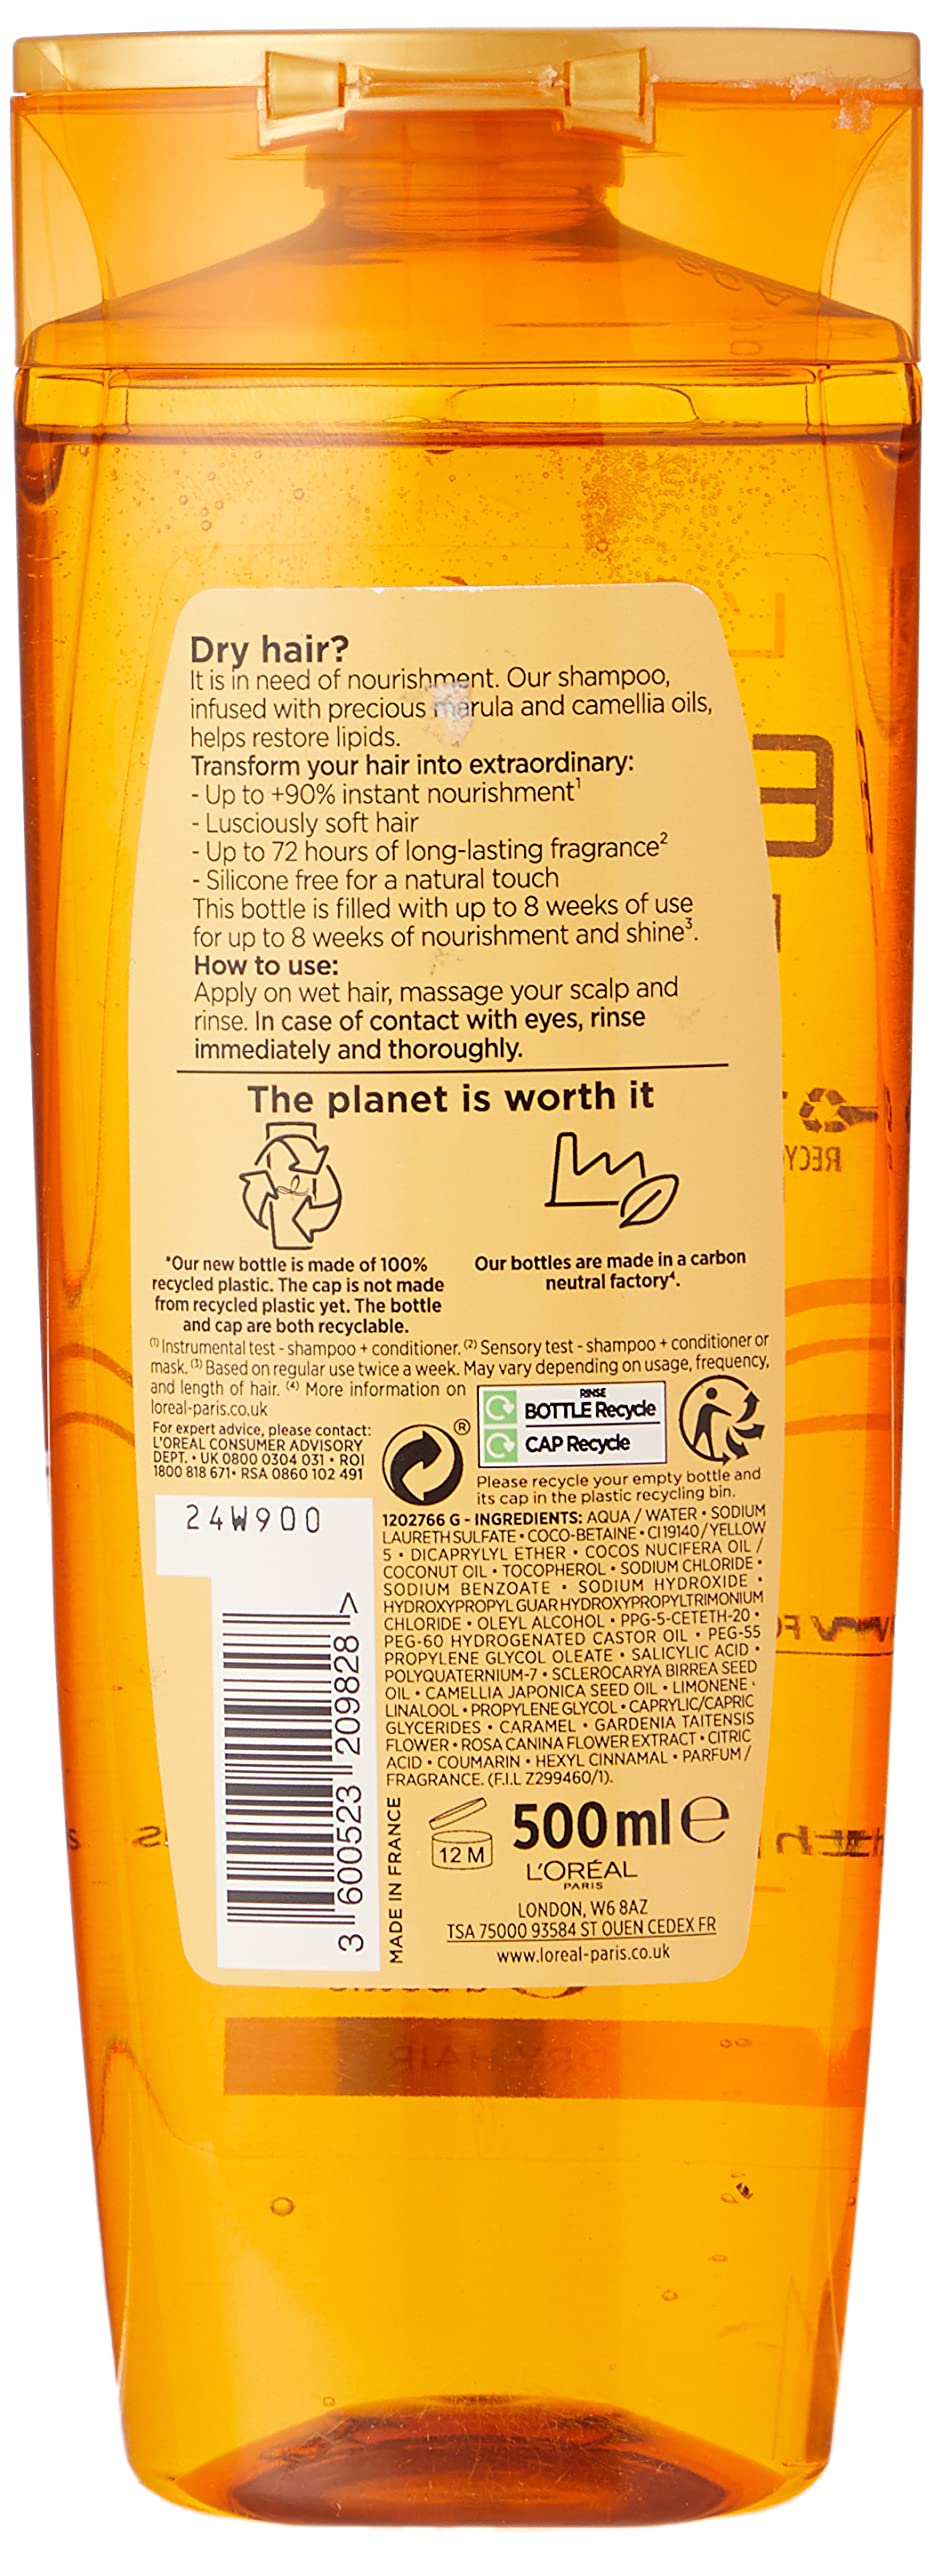 Dry hair?
It is in need of nourishment. Our shampoo,
infused with precious marula and camellia oils,
helps restore lipids.
Transform your hair into extraordinary:
- Up to +90% instant nourishment¹
- Lusciously soft hair
- Up to 72 hours of long-lasting fragrance²
- Silicone free for a natural touch
This bottle is filled with up to 8 weeks of use
for up to 8 weeks of nourishment and shine³.
How to use:
Apply on wet hair, massage your scalp and
rinse. In case of contact with eyes, rinse
immediately and thoroughly.
The planet is worth it
*Our new bottle is made of 100%
recycled plastic. The cap is not made
from recycled plastic yet. The bottle
and cap are both recyclable.
Our bottles are made in a carbon
neutral factory⁴.
(1) Instrumental test - shampoo + conditioner. (2) Sensory test - shampoo + conditioner or
mask. (3) Based on regular use twice a week. May vary depending on usage, frequency,
and length of hair. (4) More information on
loreal-paris.co.uk
For expert advice, please contact:
L'ORÉAL CONSUMER ADVISORY
DEPT. • UK 0800 0304 031 • ROI
1800 818 671 • RSA 0860 102 491
RINSE
BOTTLE Recycle
CAP Recycle
®
Please recycle your empty bottle and
its cap in the plastic recycling bin.
24W900
1202766 G - INGREDIENTS: AQUA / WATER • SODIUM
LAURETH SULFATE • COCO-BETAINE • CI 19140 / YELLOW
5 • DICAPRYLYL ETHER • COCOS NUCIFERA OIL /
COCONUT OIL • TOCOPHEROL • SODIUM CHLORIDE •
SODIUM BENZOATE • SODIUM HYDROXIDE •
HYDROXYPROPYL GUAR HYDROXYPROPYLTRIMONIUM
CHLORIDE • OLEYL ALCOHOL • PPG-5-CETETH-20 •
PEG-60 HYDROGENATED CASTOR OIL • PEG-55
PROPYLENE GLYCOL OLEATE • SALICYLIC ACID •
POLYQUATERNIUM-7 • SCLEROCARYA BIRREA SEED
OIL • CAMELLIA JAPONICA SEED OIL • LIMONENE •
LINALOOL • PROPYLENE GLYCOL • CAPRYLIC/CAPRIC
GLYCERIDES • CARAMEL • GARDENIA TAITENSIS
FLOWER • ROSA CANINA FLOWER EXTRACT • CITRIC
ACID • COUMARIN • HEXYL CINNAMAL • PARFUM /
FRAGRANCE. (F.I.L Z299460/1).
3 600523 209828 >
MADE IN FRANCE
12 M
500 ml e
L'ORÉAL
PARIS
LONDON, W6 8AZ
TSA 75000 93584 ST OUEN CEDEX FR
www.loreal-paris.co.uk
DRY HAIR